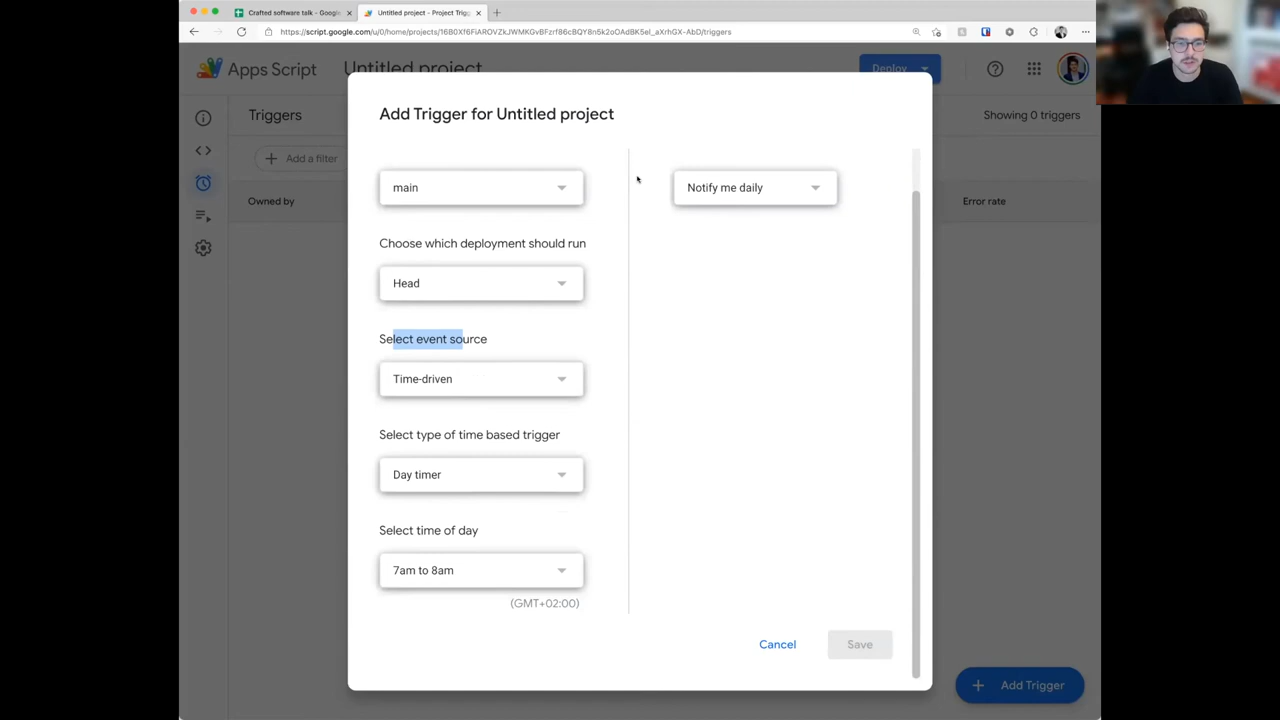 Crafted software talk - Google
Untitled project - Project Trigg
Apps Script
Untitled project
Deploy
Triggers
Showing 0 triggers
Add a filter
Owned by
Error rate
Add Trigger for Untitled project
main
Notify me daily
Choose which deployment should run
Head
Select event source
Time-driven
Select type of time based trigger
Day timer
Select time of day
7am to 8am
(GMT+02:00)
Cancel
Save
Add Trigger